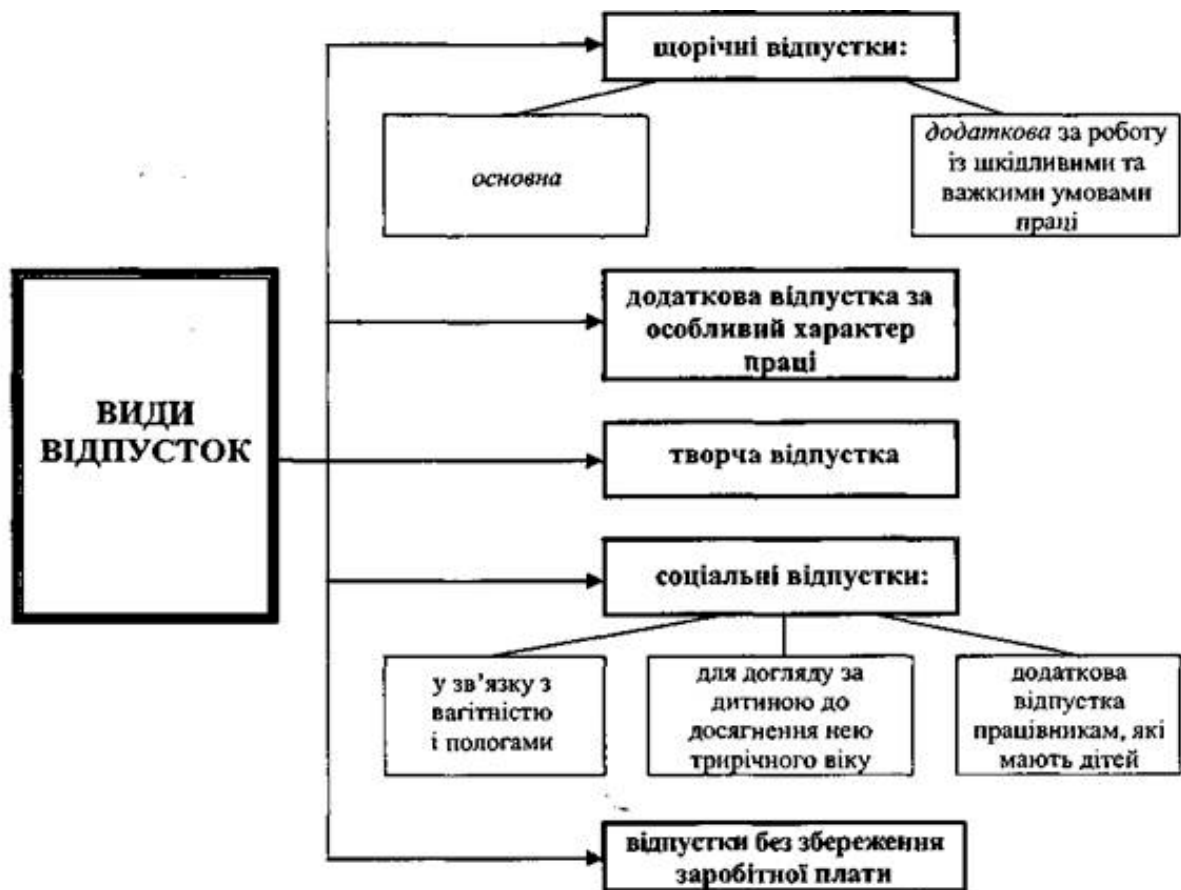 щорічні відпустки:
основна
додаткова за роботу
із шкідливими та
важкими умовами
праці
додаткова відпустка за
особливий характер
праці
ВИДИ
ВІДПУСТОК
творча відпустка
соціальні відпустки:
у зв’язку з
вагітністю
і пологами
для догляду за
дитиною до
досягнення нею
трирічного віку
додаткова
відпустка
працівникам, які
мають дітей
відпустки без збереження
заробітної плати